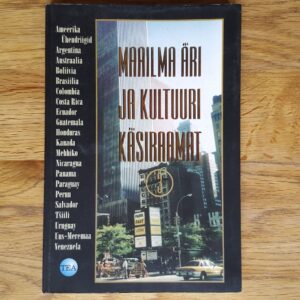 Ameerika
Ühendriigid
Argentina
Austraalia
Boliivia
Brasiilia
Colombia
Costa Rica
Ecuador
Guatemala
Honduras
Kanada
Mehhiko
Nicaragua
Panama
Paraguay
Peruu
Salvador
Tšiili
Uruguay
Uus-Meremaa
Venezuela
TEA
MAAILMA ÄRI
JA KULTUURI
KÄSIRAAMAT